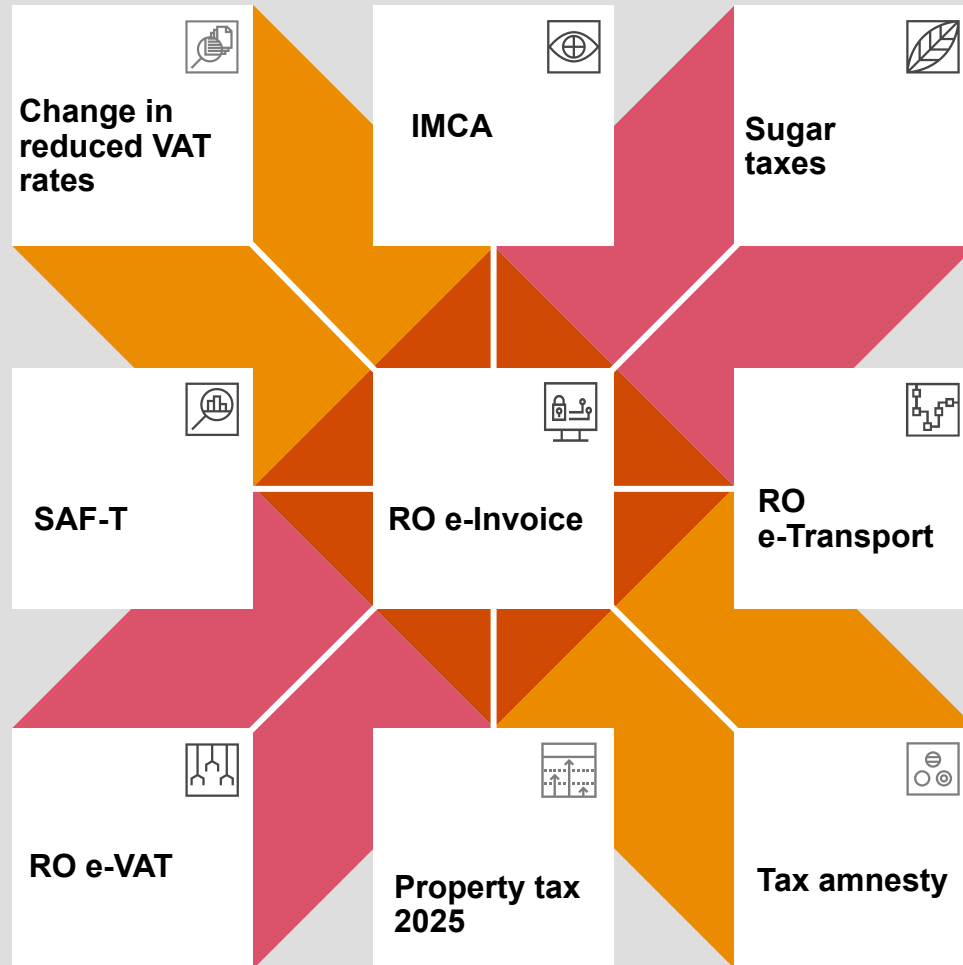 Change in
reduced VAT
rates
IMCA
Sugar
taxes
SAF-T
RO e-Invoice
RO
e-Transport
RO e-VAT
Property tax
2025
Tax amnesty